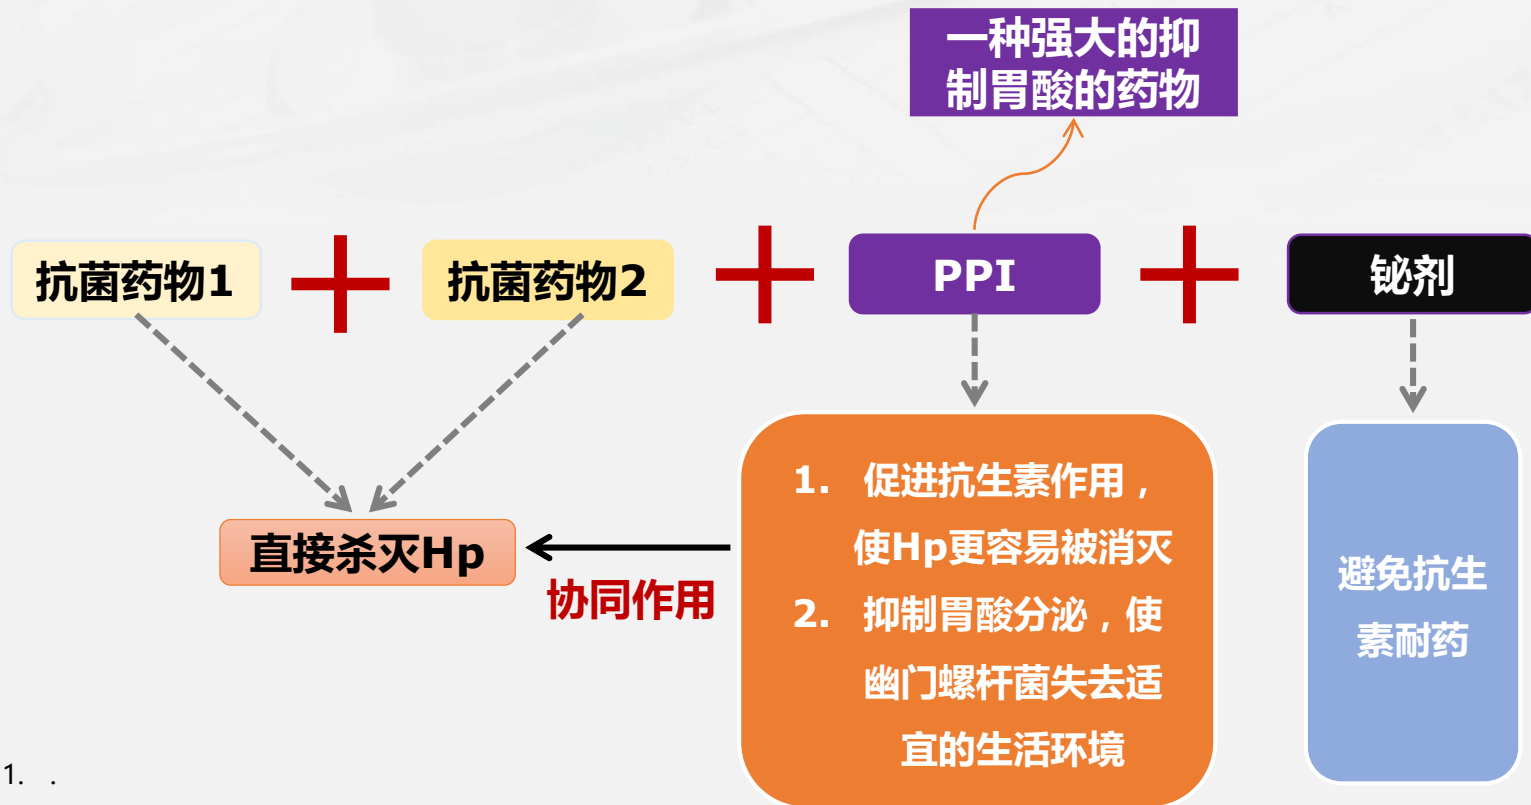 一种强大的抑
制胃酸的药物
抗菌药物1
抗菌药物2
PPI
铋剂
直接杀灭Hp
协同作用
1. 促进抗生素作用，
使Hp更容易被消灭
2. 抑制胃酸分泌，使
幽门螺杆菌失去适
宜的生活环境
避免抗生
素耐药
1. .